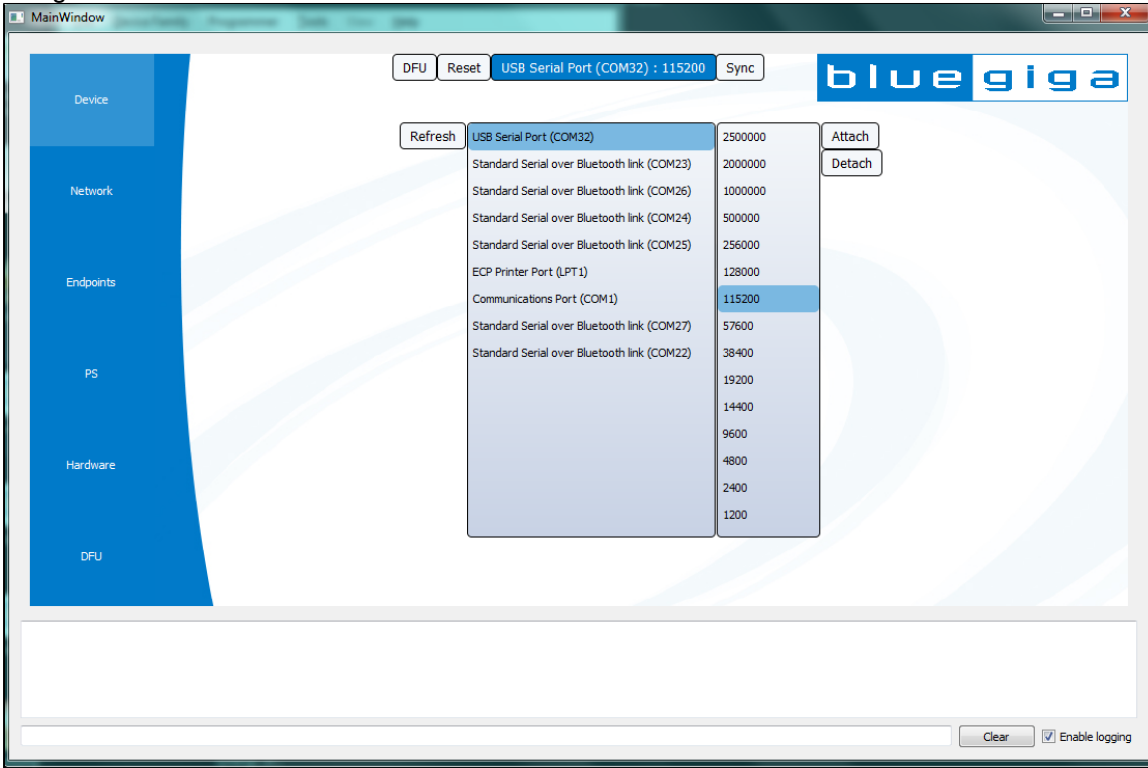 MainWindow
DFU Reset USB Serial Port (COM32) : 115200 Sync
bluegiga
Device
Network
Endpoints
PS
Hardware
DFU
Refresh
USB Serial Port (COM32)
Standard Serial over Bluetooth link (COM23)
Standard Serial over Bluetooth link (COM26)
Standard Serial over Bluetooth link (COM24)
Standard Serial over Bluetooth link (COM25)
ECP Printer Port (LPT1)
Communications Port (COM1)
Standard Serial over Bluetooth link (COM27)
Standard Serial over Bluetooth link (COM22)
2500000
2000000
1000000
500000
256000
128000
115200
57600
38400
19200
14400
9600
4800
2400
1200
Attach
Detach
Clear Enable logging